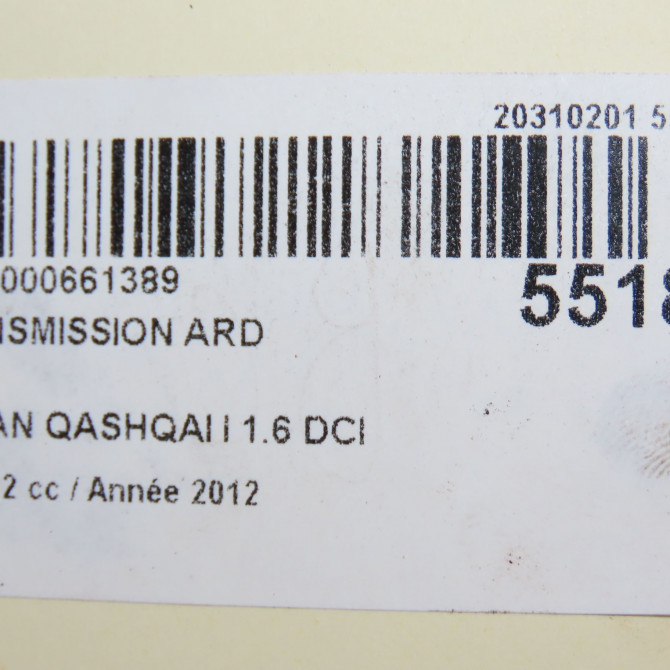 20310201 5
000661389
5518
NSMISSION ARD
AN QASHQAI I 1.6 DCI
2 cc / Année 2012